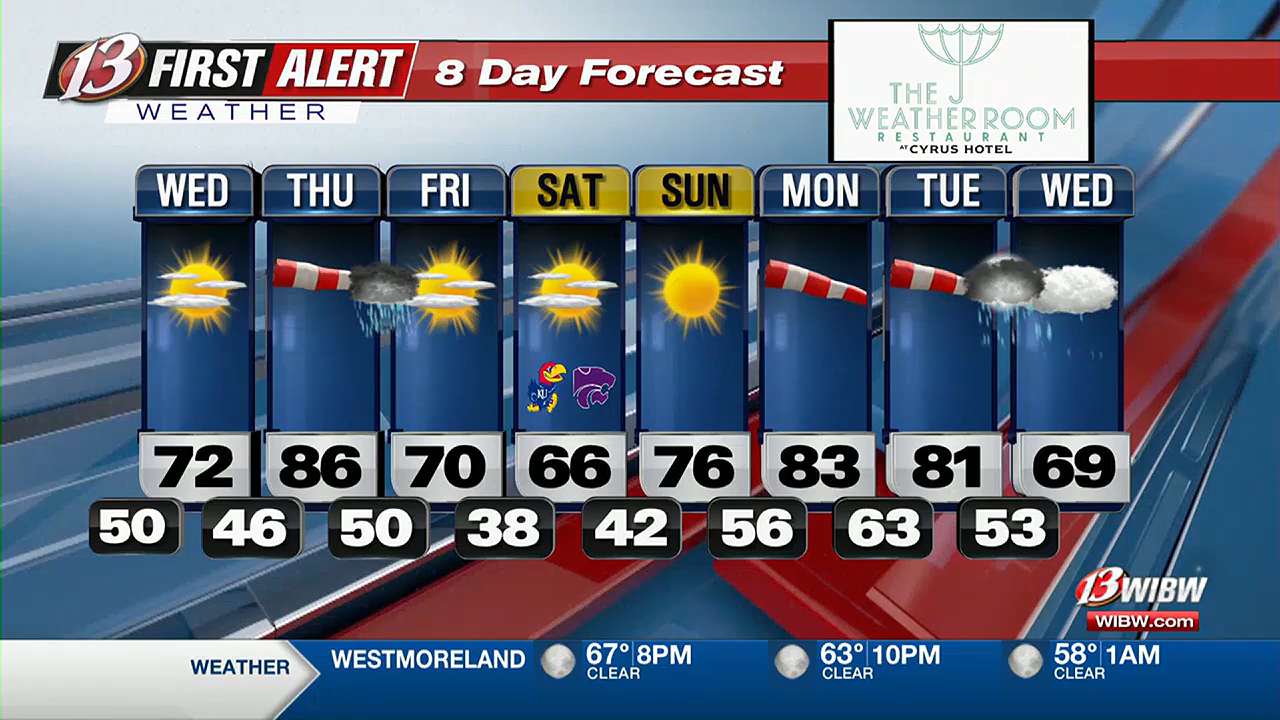 13 FIRST ALERT
WEATHER
8 Day Forecast
THE
WEATHER ROOM
RESTAURANT
AT CYRUS HOTEL
WED THU FRI SAT SUN MON TUE WED
KU
72 86 70 66 76 83 81 69
50 46 50 38 42 56 63 53
13 WIBW
WIBW.com
WEATHER
WESTMORELAND
67° 8PM
CLEAR
63° 10PM
CLEAR
58° 1AM
CLEAR